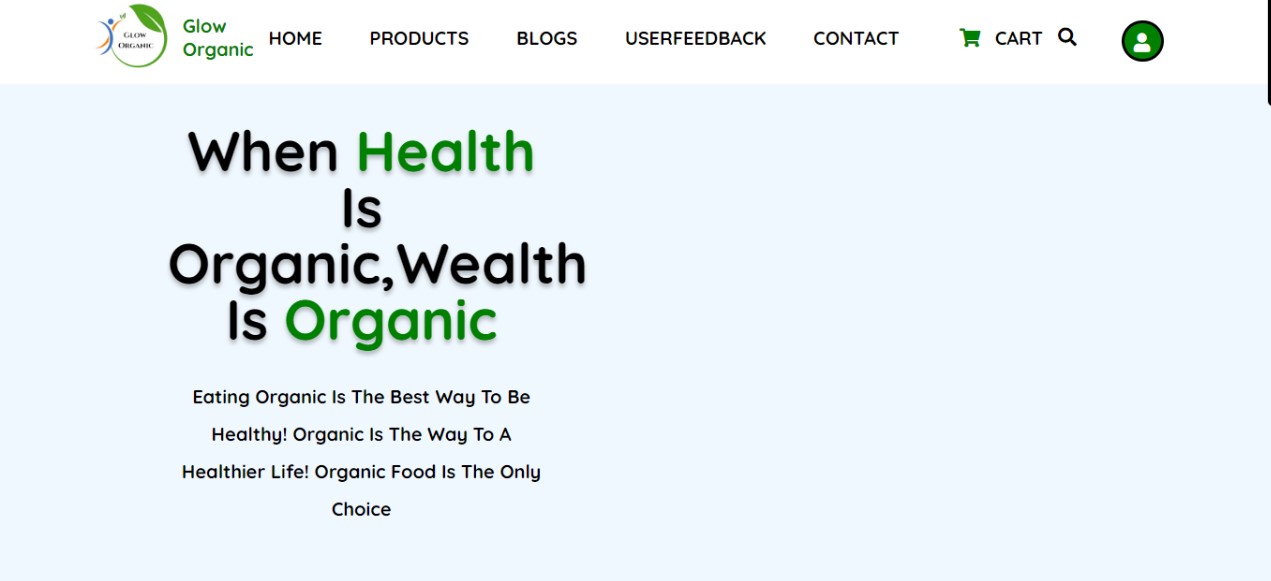 GLOW
ORGANIC
Glow
Organic
HOME PRODUCTS BLOGS USERFEEDBACK CONTACT CART
When Health
Is
Organic,Wealth
Is Organic
Eating Organic Is The Best Way To Be
Healthy! Organic Is The Way To A
Healthier Life! Organic Food Is The Only
Choice